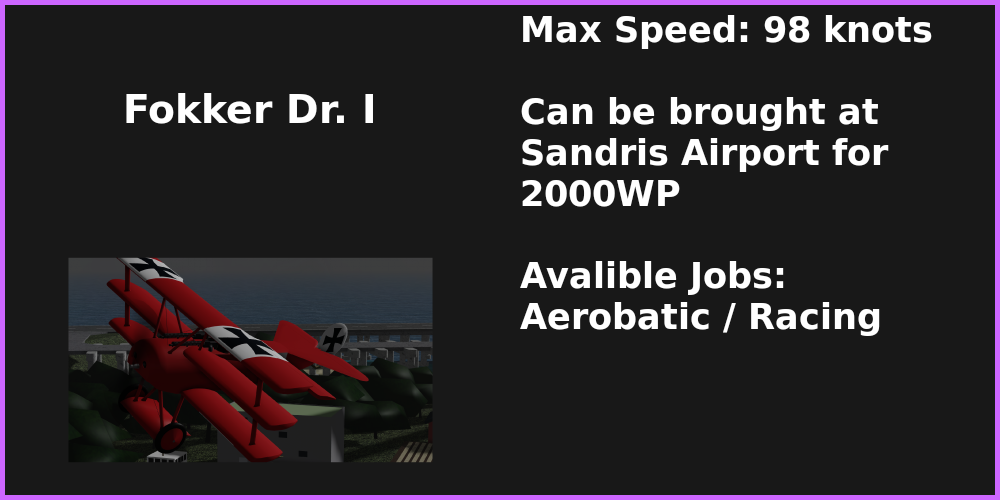 Max Speed: 98 knots
Fokker Dr. I
Can be brought at
Sandris Airport for
2000WP
Avalible Jobs:
Aerobatic / Racing